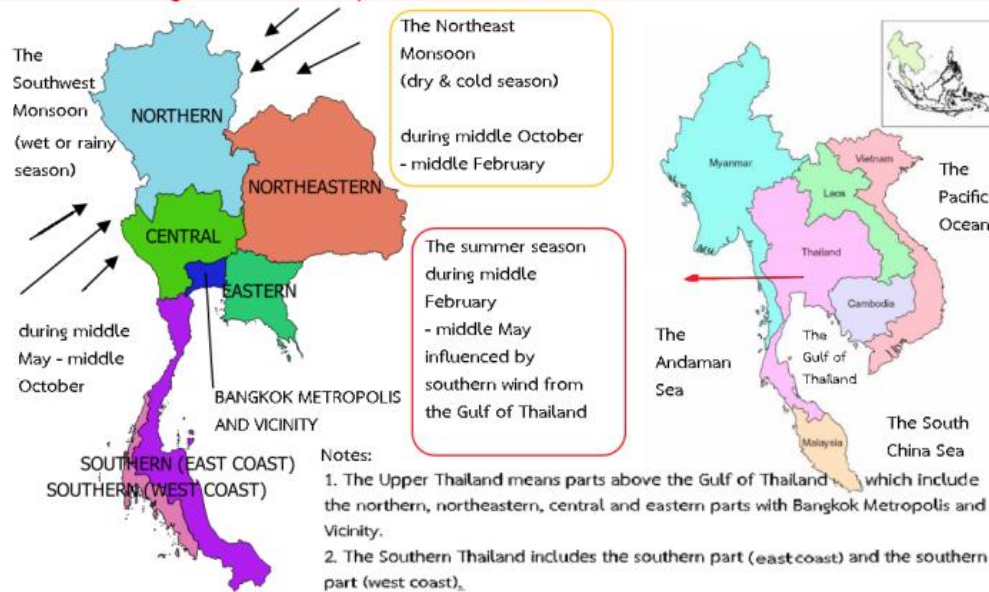 The
Southwest
Monsoon
(wet or rainy
season)
during middle
May - middle
October
NORTHERN
NORTHEASTERN
CENTRAL
EASTERN
BANGKOK METROPOLIS
AND VICINITY
SOUTHERN (EAST COAST)
SOUTHERN (WEST COAST)
The Northeast
Monsoon
(dry & cold season)
during middle October
- middle February
The summer season
during middle
February
- middle May
influenced by
southern wind from
the Gulf of Thailand
Myanmar
Vietnam
Laos
Thailand
Cambodia
Malaysia
The
Pacific
Ocean
The
Andaman
Sea
The
Gulf of
Thailand
The South
China Sea
Notes:
1. The Upper Thailand means parts above the Gulf of Thailand which include
the northern, northeastern, central and eastern parts with Bangkok Metropolis and
Vicinity.
2. The Southern Thailand includes the southern part (east coast) and the southern
part (west coast).